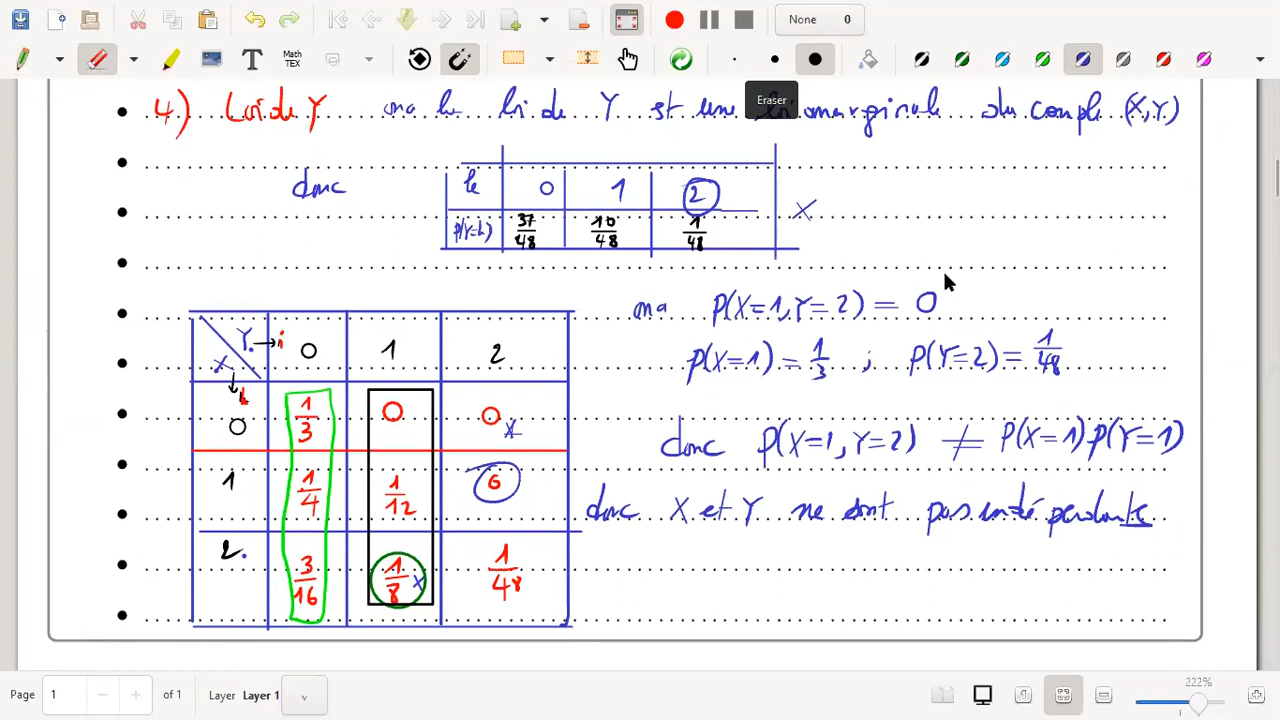 None 0
T Math TEX
Eraser
4) Loi de Y on a la loi de Y est une loi marginale du couple (X,Y)
donc
k 0 1 2
p(Y=k) 37/48 10/48 1/48 X
Y → i 0 1 2
X ↓ k
0 1/3 0 0 x
1 1/4 1/12 0
2. 3/16 1/8 x 1/48
on a p(X=1,Y=2) = 0
p(X=1) = 1/3 ; p(Y=2) = 1/48
donc p(X=1,Y=2) ≠ P(X=1)p(Y=1)
donc X et Y ne sont pas indépendants
Page 1 of 1 Layer Layer 1 222%